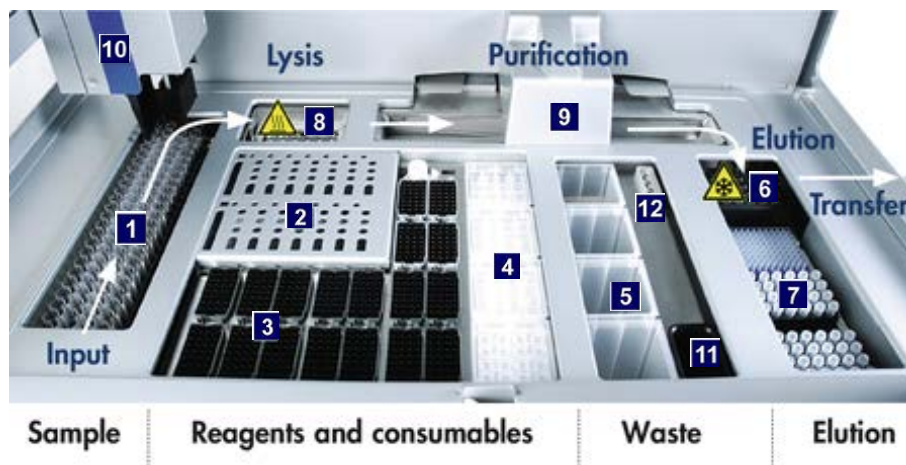 10
Lysis
Purification
8
9
Elution
6
12
2
Transfer
1
4
7
5
3
11
Input
Sample
Reagents and consumables
Waste
Elution